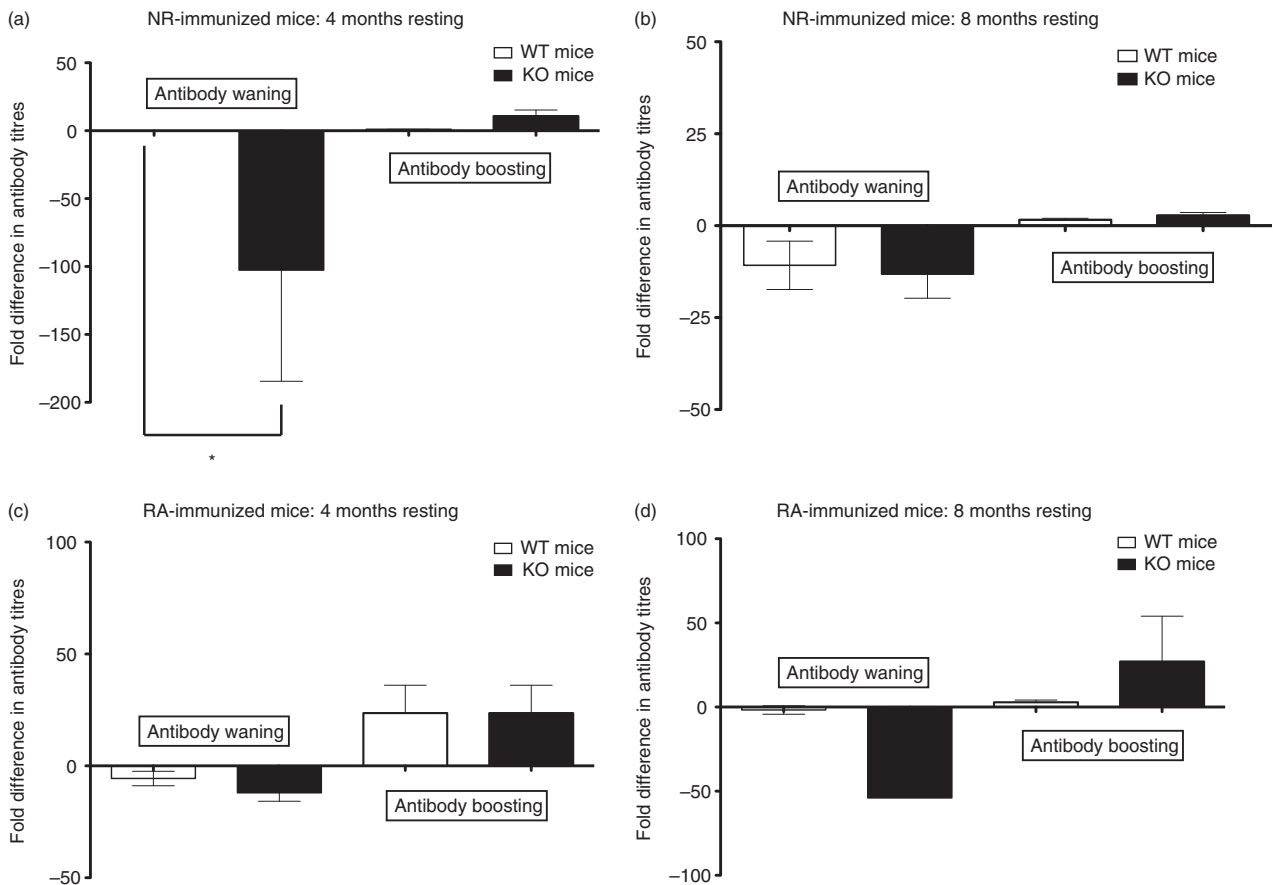 (a)
NR-immunized mice: 4 months resting
WT mice
KO mice
Fold difference in antibody titres
50
0
–50
–100
–150
–200
Antibody waning
Antibody boosting
*
(b)
NR-immunized mice: 8 months resting
WT mice
KO mice
Fold difference in antibody titres
50
25
0
–25
–50
Antibody waning
Antibody boosting
(c)
RA-immunized mice: 4 months resting
WT mice
KO mice
Fold difference in antibody titres
100
50
0
–50
Antibody waning
Antibody boosting
(d)
RA-immunized mice: 8 months resting
WT mice
KO mice
Fold difference in antibody titres
100
50
0
–50
–100
Antibody waning
Antibody boosting